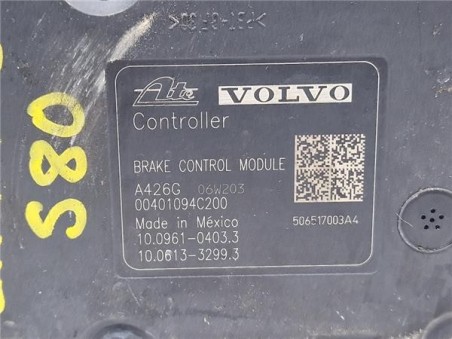 Ate VOLVO
Controller
BRAKE CONTROL MODULE
A426G 06W203
00401094C200
Made in México
10.0961-0403.3
10.0613-3299.3
506517003A4
S80